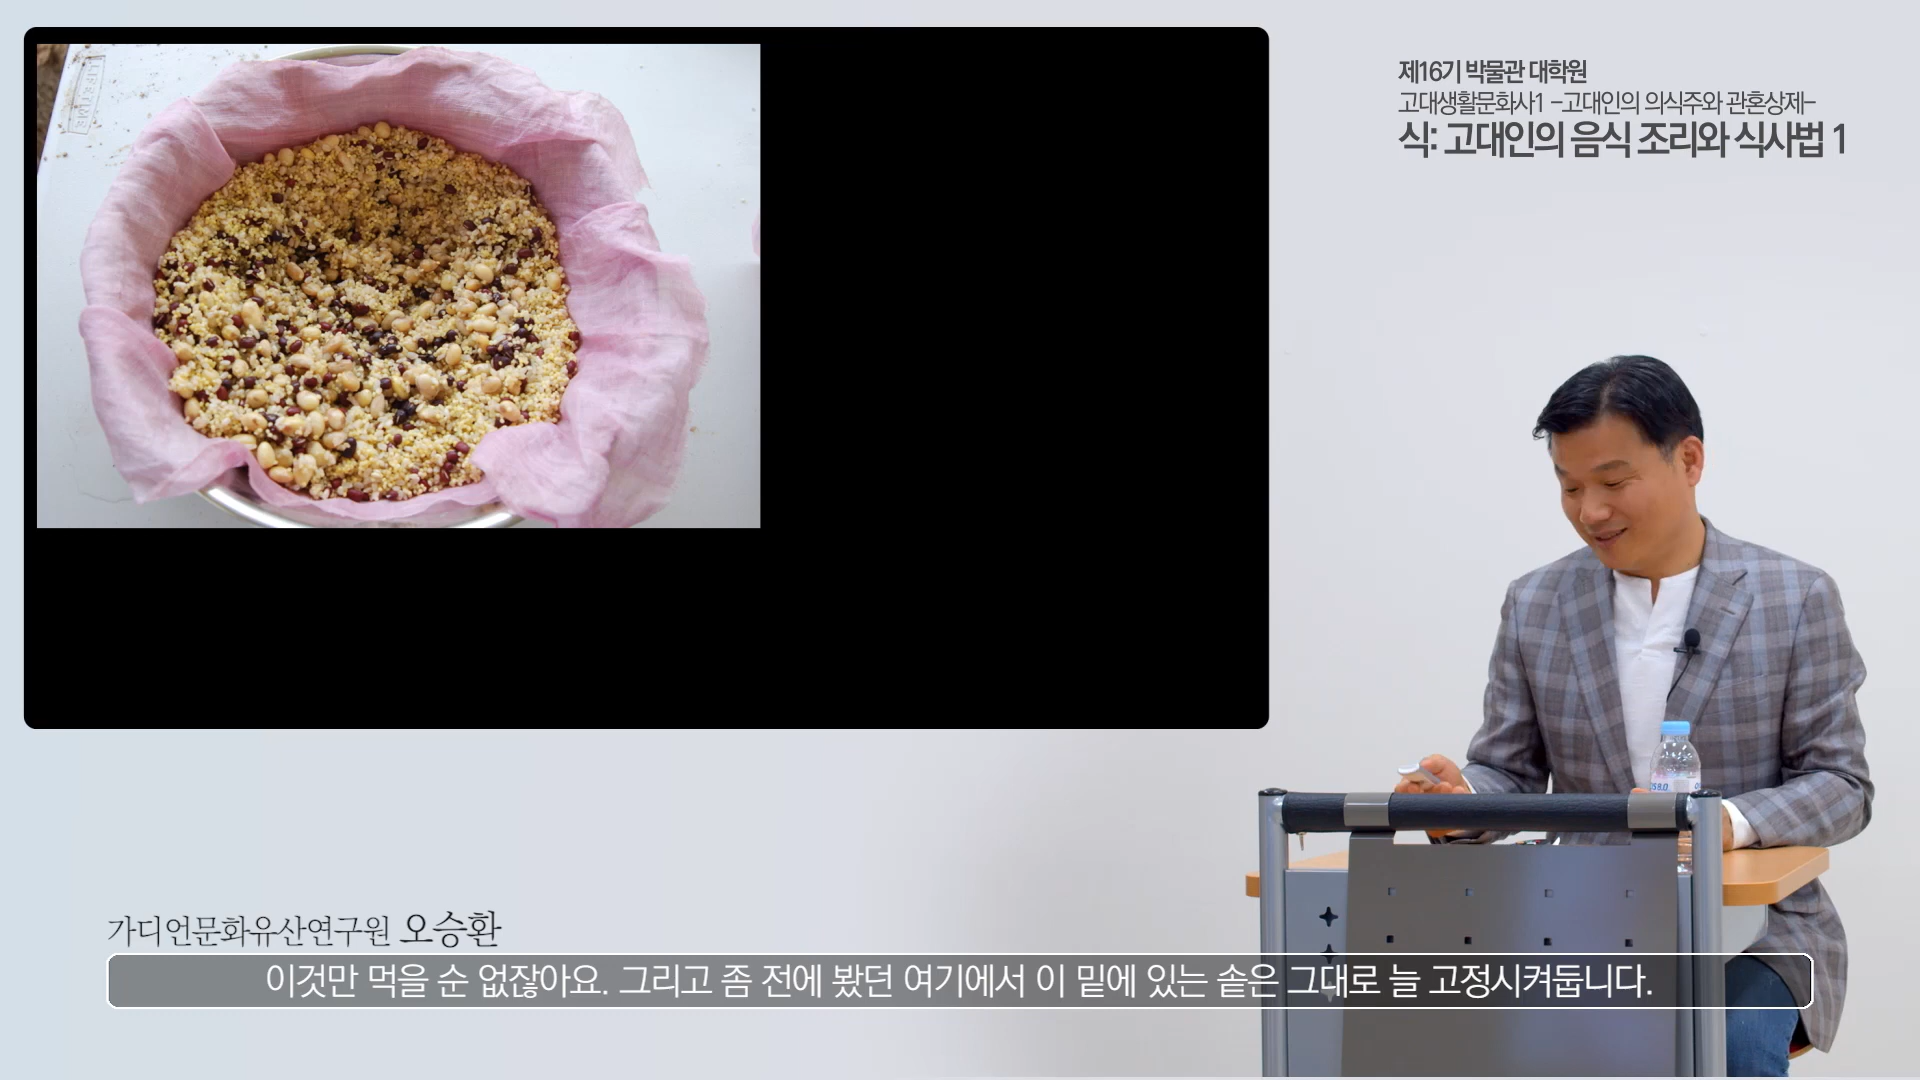 LIFETIME
제16기 박물관 대학원
고대생활문화사1 -고대인의 의식주와 관혼상제-
식: 고대인의 음식 조리와 식사법 1
가디언문화유산연구원 오승환
이것만 먹을 순 없잖아요. 그리고 좀 전에 봤던 여기에서 이 밑에 있는 솥은 그대로 늘 고정시켜둡니다.